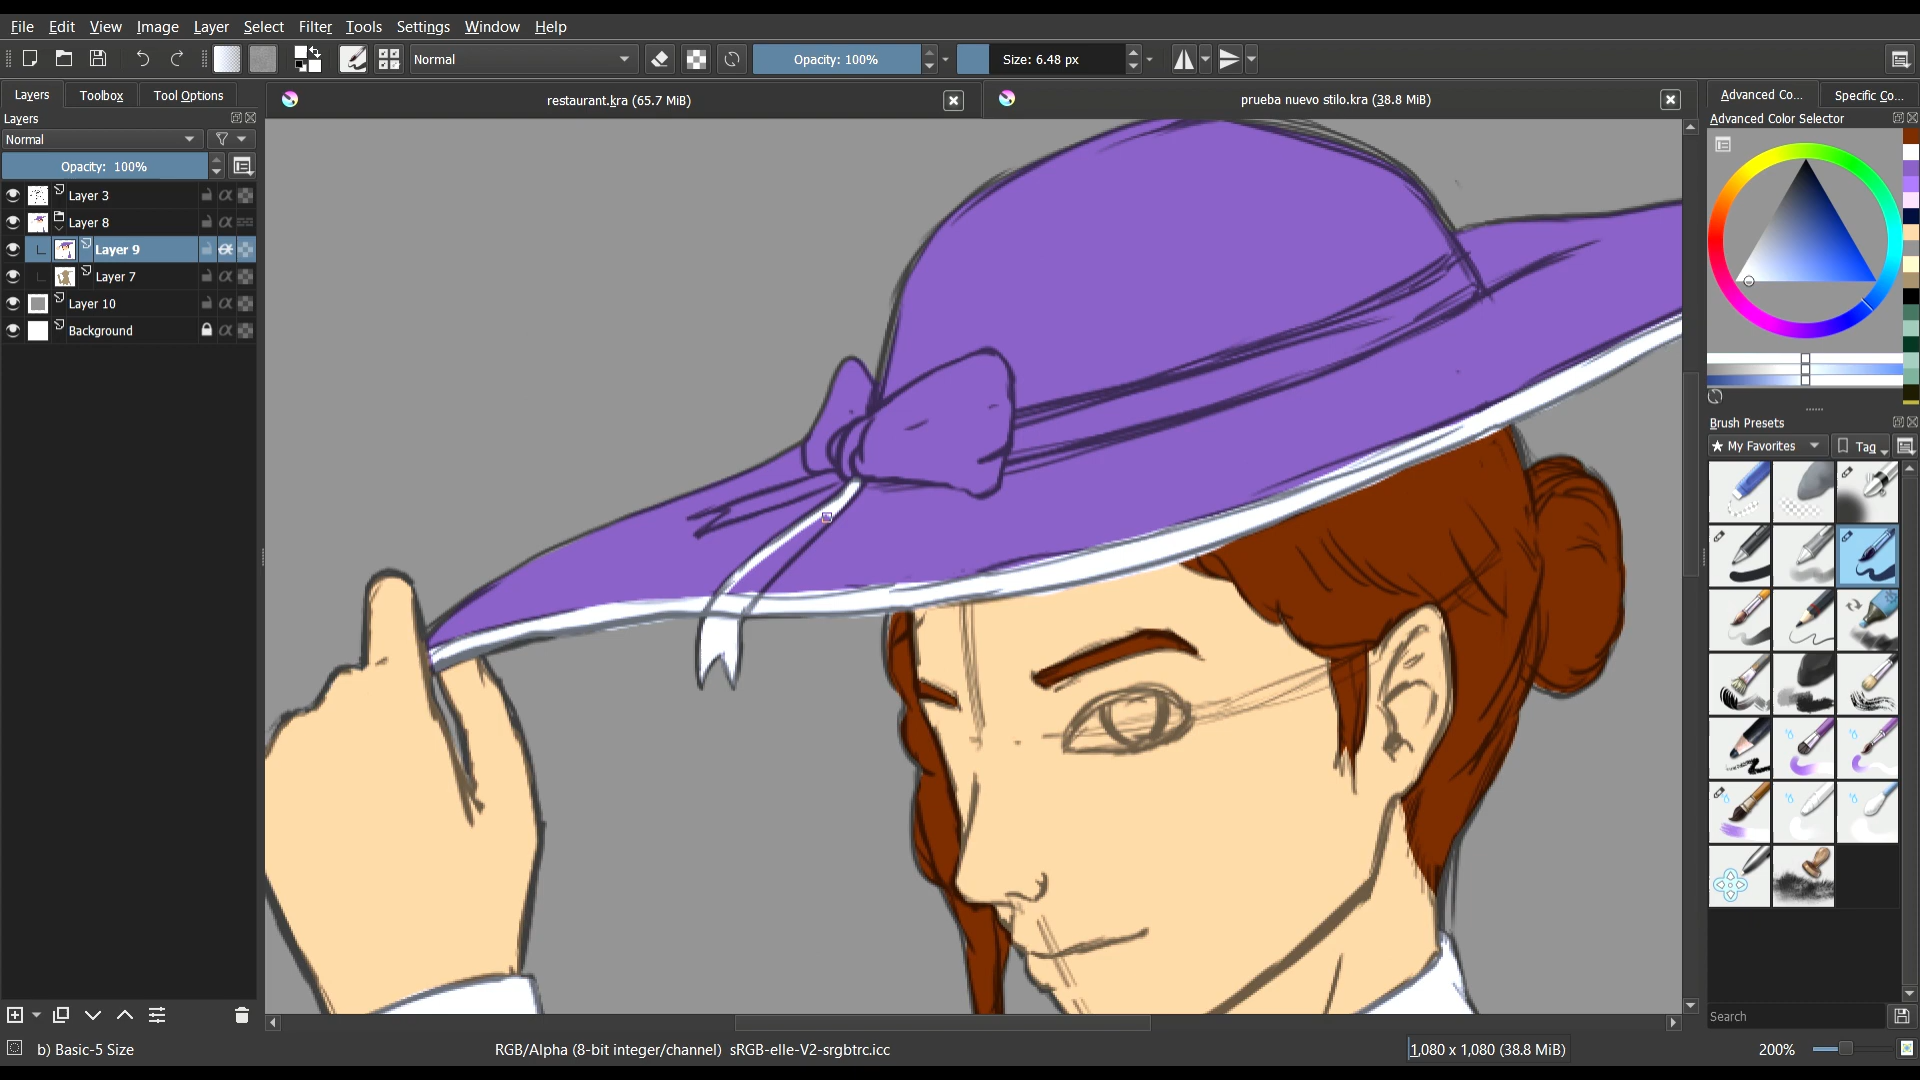 File Edit View Image Layer Select Filter Tools Settings Window Help
Normal Opacity: 100% Size: 6.48 px
Layers Toolbox Tool Options
restaurant.kra (65.7 MiB)
prueba nuevo stilo.kra (38.8 MiB)
Advanced Co... Specific Co...
Layers
Normal
Opacity: 100%
Layer 3
Layer 8
Layer 9
Layer 7
Layer 10
Background
Advanced Color Selector
Brush Presets
★ My Favorites Tag
Search
b) Basic-5 Size
RGB/Alpha (8-bit integer/channel) sRGB-elle-V2-srgbtrc.icc
1,080 x 1,080 (38.8 MiB)
200%